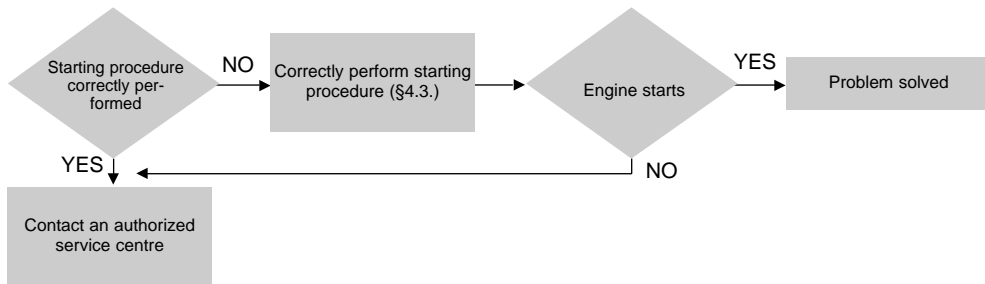 Starting procedure
correctly per-
formed
NO
Correctly perform starting
procedure (§4.3.)
Engine starts
YES
Problem solved
YES
NO
Contact an authorized
service centre